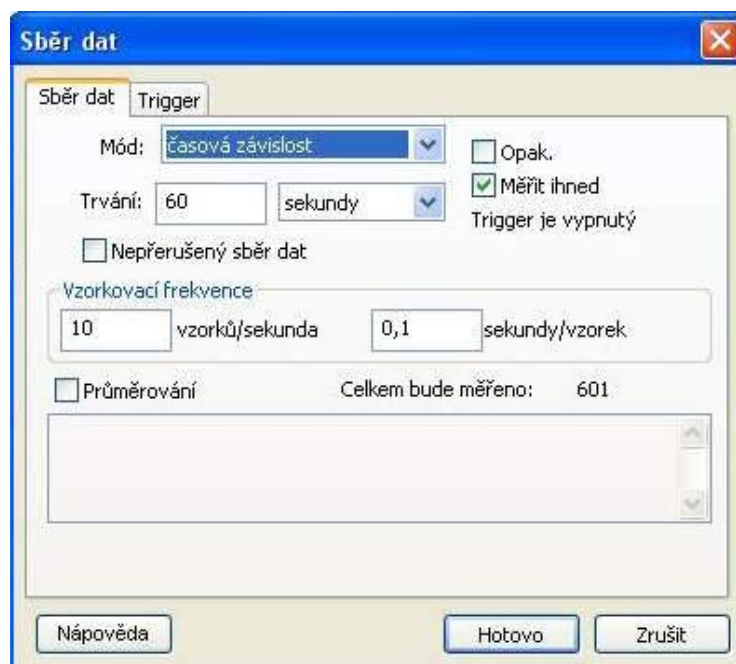 Sběr dat
Sběr dat Trigger
Mód: časová závislost
Opak.
Trvání: 60 sekundy
Měřit ihned
Trigger je vypnutý
Nepřerušený sběr dat
Vzorkovací frekvence
10 vzorků/sekunda 0,1 sekundy/vzorek
Průměrování Celkem bude měřeno: 601
Nápověda Hotovo Zrušit